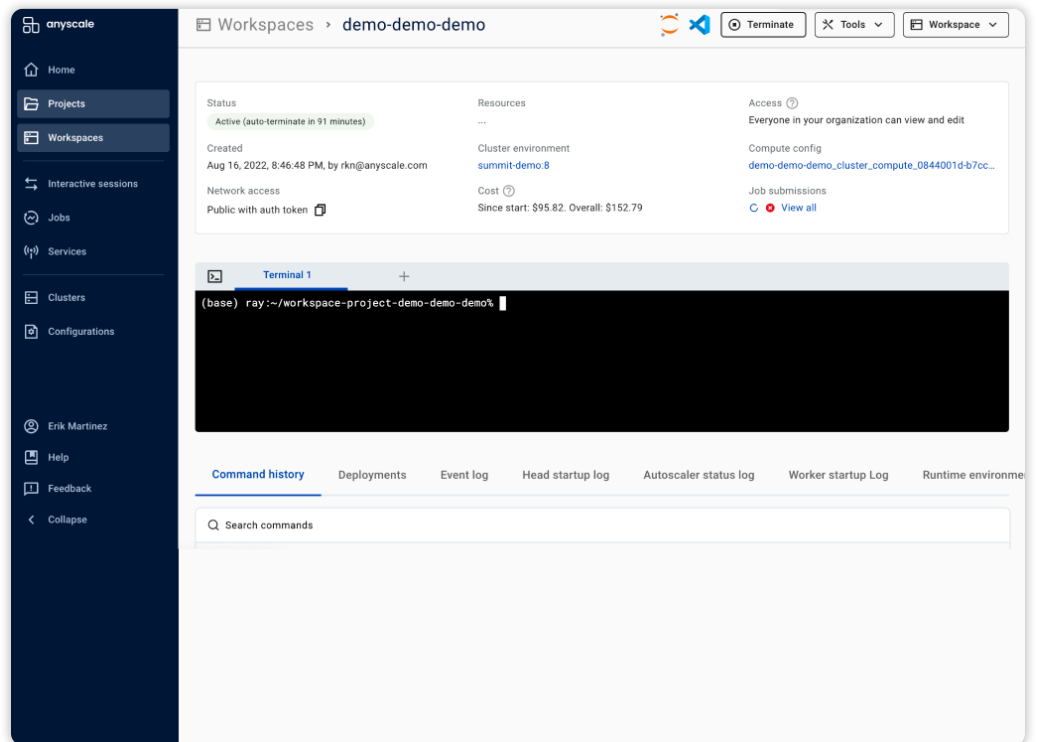 anyscale
Home
Projects
Workspaces
Interactive sessions
Jobs
Services
Clusters
Configurations
Erik Martinez
Help
Feedback
Collapse
Workspaces › demo-demo-demo
Terminate
Tools
Workspace
Status
Active (auto-terminate in 91 minutes)
Resources
...
Access
Everyone in your organization can view and edit
Created
Aug 16, 2022, 8:46:48 PM, by rkn@anyscale.com
Cluster environment
summit-demo:8
Compute config
demo-demo-demo_cluster_compute_0844001d-b7cc...
Network access
Public with auth token
Cost
Since start: $95.82. Overall: $152.79
Job submissions
View all
Terminal 1
(base) ray:~/workspace-project-demo-demo-demo%
Command history
Deployments
Event log
Head startup log
Autoscaler status log
Worker startup Log
Runtime environme
Search commands